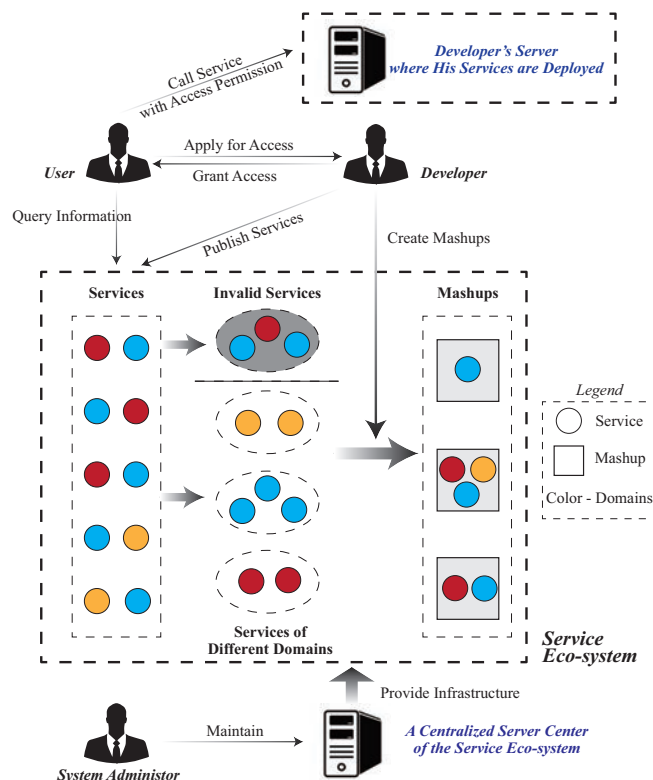 Developer's Server
where His Services are Deployed
Call Service
with Access Permission
User
Apply for Access
Grant Access
Developer
Query Information
Publish Services
Create Mashups
Services
Invalid Services
Mashups
Legend
Service
Mashup
Color - Domains
Services of
Different Domains
Service
Eco-system
Provide Infrastructure
Maintain
A Centralized Server Center
of the Service Eco-system
System Administor